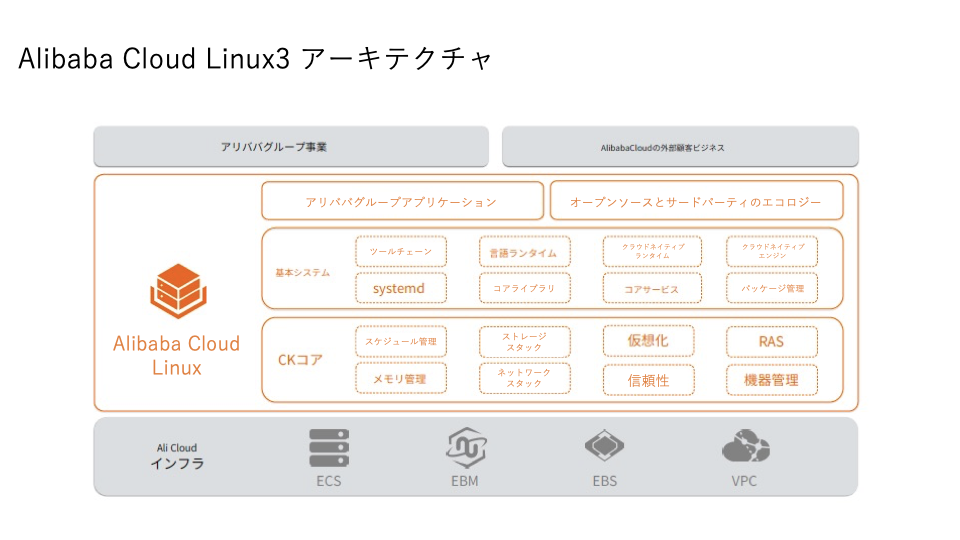 Alibaba Cloud Linux3 アーキテクチャ
アリババグループ事業
AlibabaCloudの外部顧客ビジネス
アリババグループアプリケーション
オープンソースとサードパーティのエコロジー
基本システム
ツールチェーン
言語ランタイム
クラウドネイティブ
ランタイム
クラウドネイティブ
エンジン
systemd
コアライブラリ
コアサービス
パッケージ管理
Alibaba Cloud
Linux
CKコア
スケジュール管理
ストレージ
スタック
仮想化
RAS
メモリ管理
ネットワーク
スタック
信頼性
機器管理
Ali Cloud
インフラ
ECS
EBM
EBS
VPC